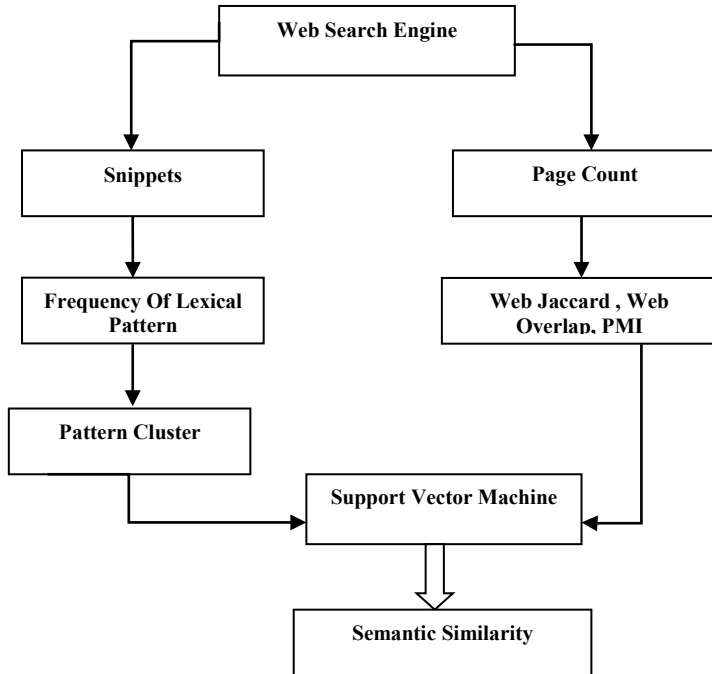 Web Search Engine
Snippets
Page Count
Frequency Of Lexical
Pattern
Web Jaccard , Web
Overlap, PMI
Pattern Cluster
Support Vector Machine
Semantic Similarity